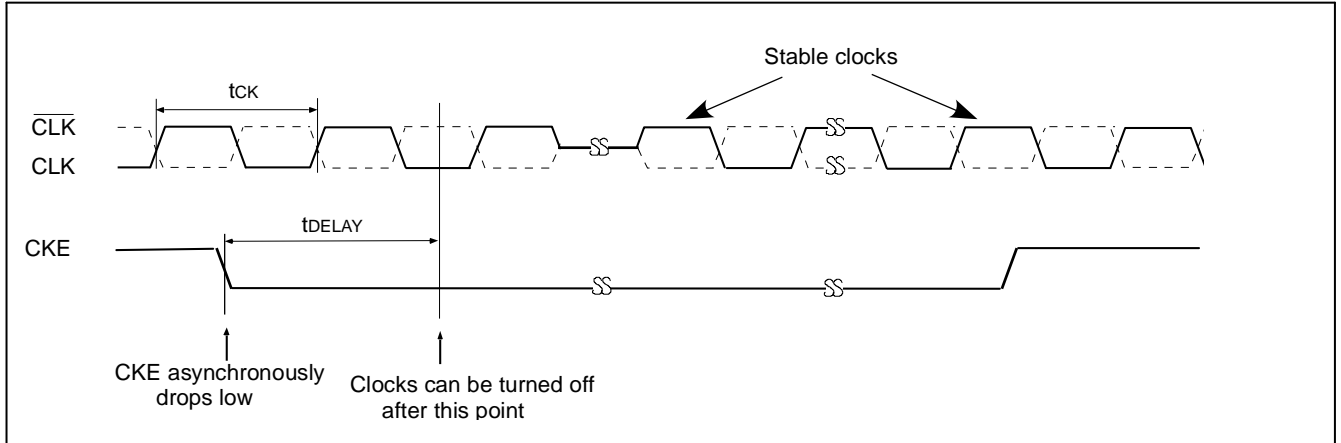 Stable clocks
tCK
CLK
CLK
tDELAY
CKE
CKE asynchronously
drops low
Clocks can be turned off
after this point